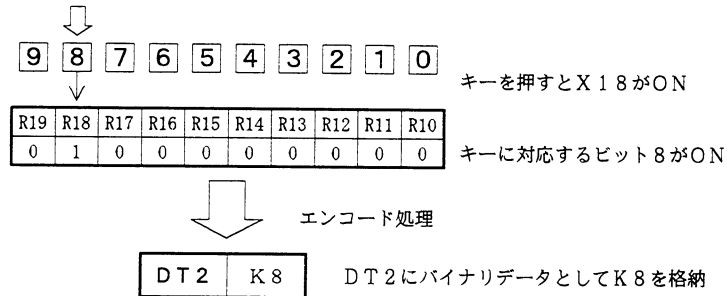 9 8 7 6 5 4 3 2 1 0
キーを押すとX18がON
R19 R18 R17 R16 R15 R14 R13 R12 R11 R10
0 1 0 0 0 0 0 0 0 0
キーに対応するビット8がON
エンコード処理
DT2 K8
DT2にバイナリデータとしてK8を格納